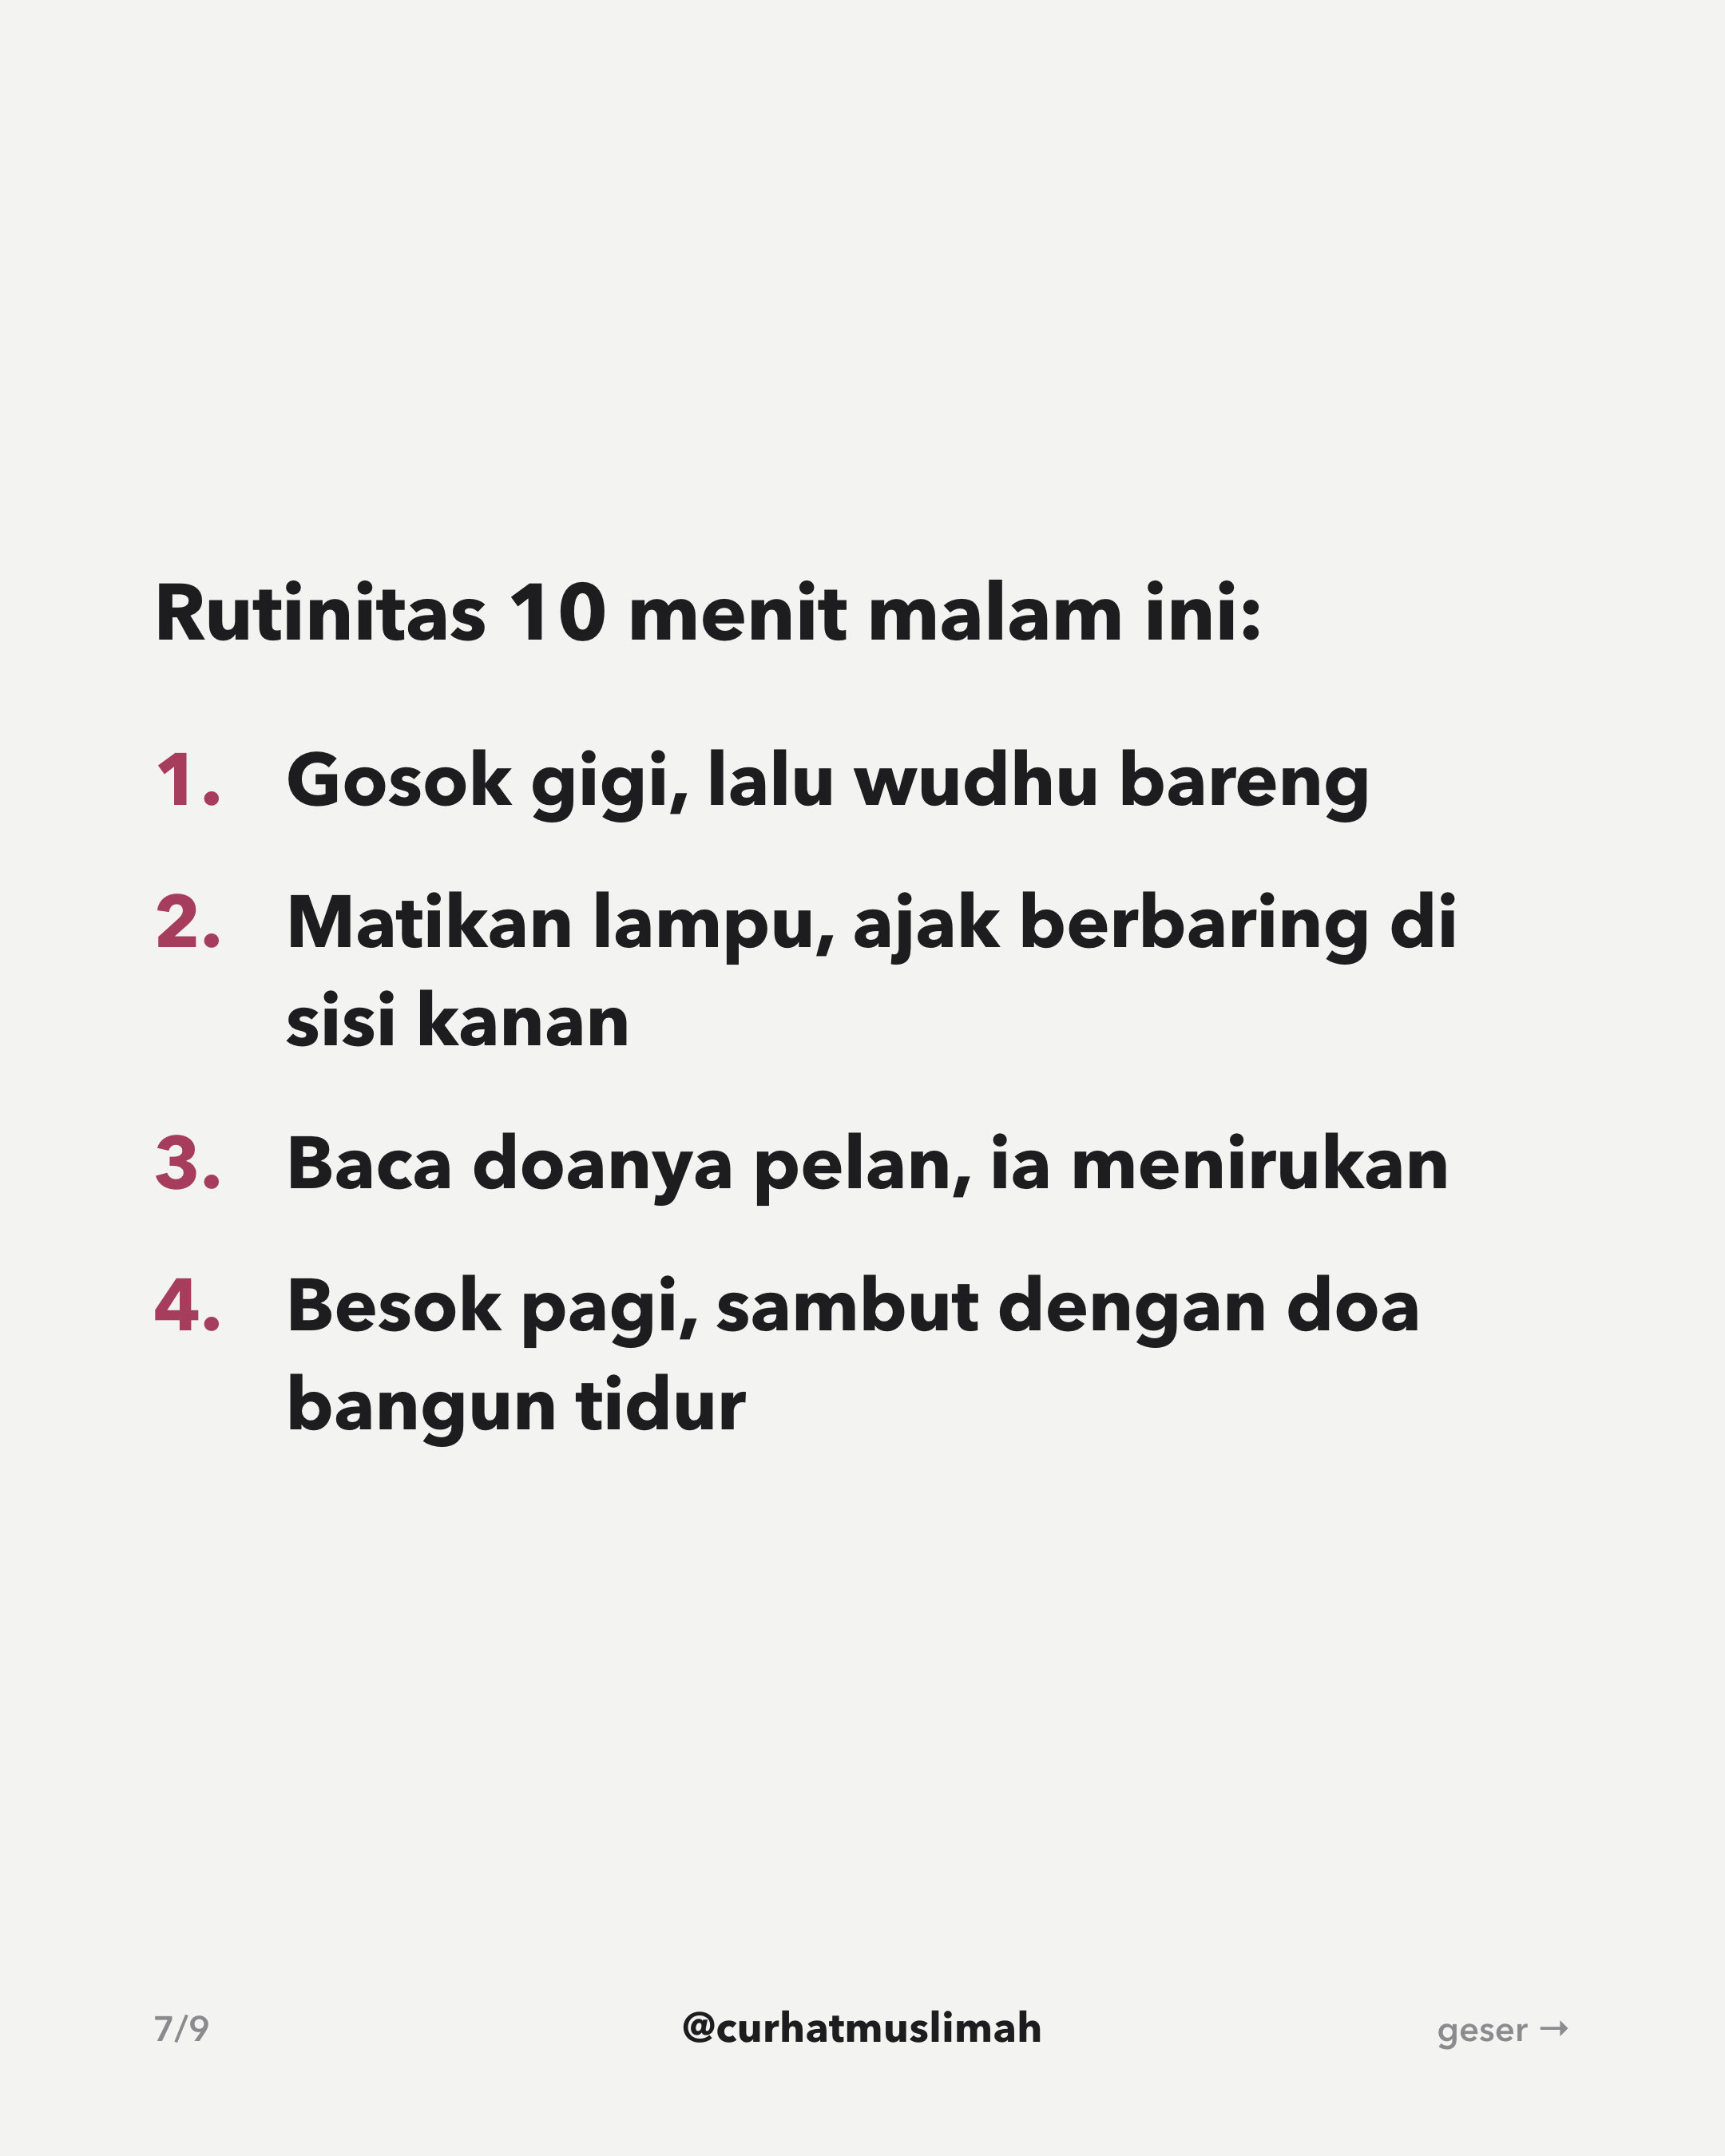 Rutinitas 10 menit malam ini:
1. Gosok gigi, lalu wudhu bareng
2. Matikan lampu, ajak berbaring di
sisi kanan
3. Baca doanya pelan, ia menirukan
4. Besok pagi, sambut dengan doa
bangun tidur
7/9 @curhatmuslimah geser →